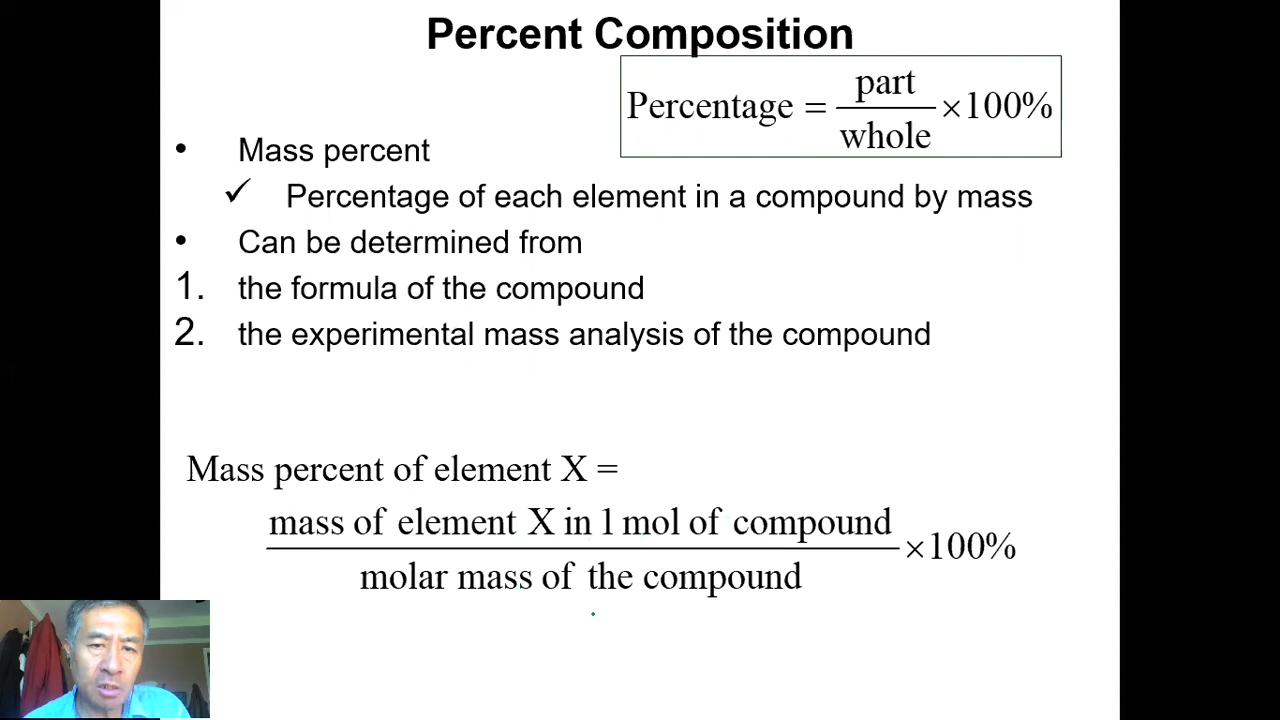 Percent Composition
Percentage = part/whole ×100%
• Mass percent
✓ Percentage of each element in a compound by mass
• Can be determined from
1. the formula of the compound
2. the experimental mass analysis of the compound
Mass percent of element X =
mass of element X in 1 mol of compound
×100%
molar mass of the compound